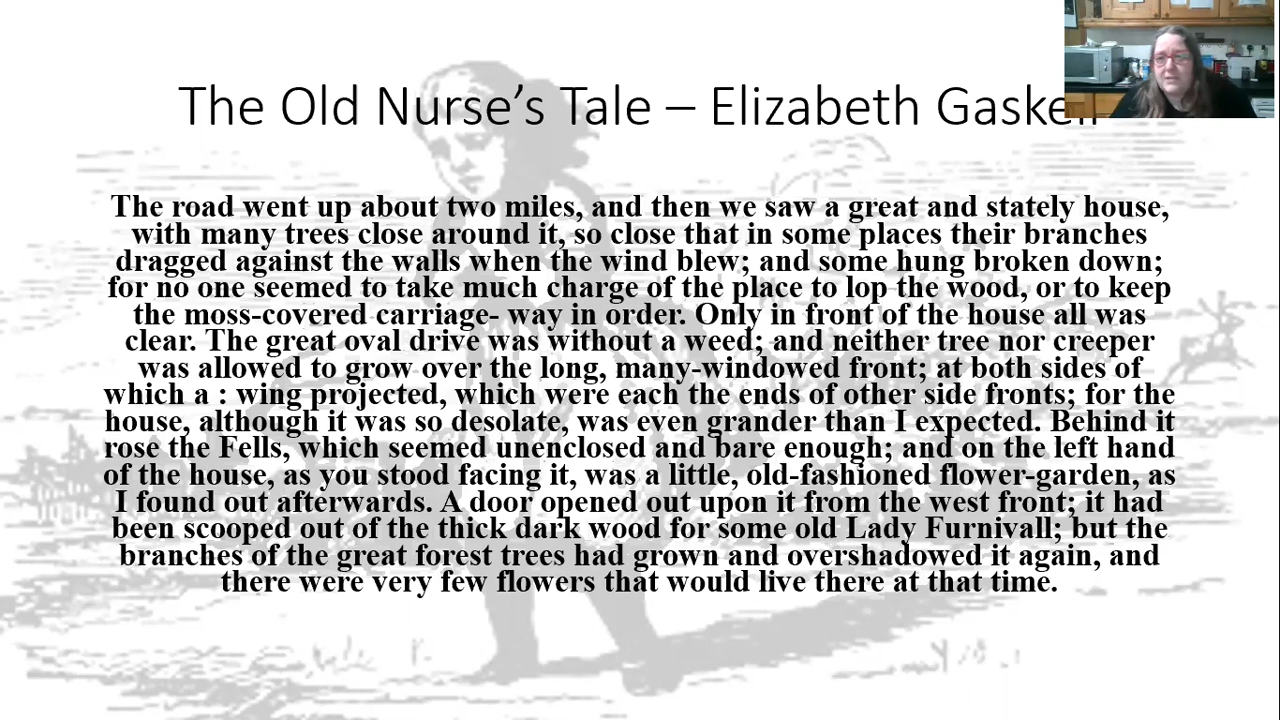 The Old Nurse's Tale – Elizabeth Gaskell
The road went up about two miles, and then we saw a great and stately house,
with many trees close around it, so close that in some places their branches
dragged against the walls when the wind blew; and some hung broken down;
for no one seemed to take much charge of the place to lop the wood, or to keep
the moss-covered carriage- way in order. Only in front of the house all was
clear. The great oval drive was without a weed; and neither tree nor creeper
was allowed to grow over the long, many-windowed front; at both sides of
which a : wing projected, which were each the ends of other side fronts; for the
house, although it was so desolate, was even grander than I expected. Behind it
rose the Fells, which seemed unenclosed and bare enough; and on the left hand
of the house, as you stood facing it, was a little, old-fashioned flower-garden, as
I found out afterwards. A door opened out upon it from the west front; it had
been scooped out of the thick dark wood for some old Lady Furnivall; but the
branches of the great forest trees had grown and overshadowed it again, and
there were very few flowers that would live there at that time.